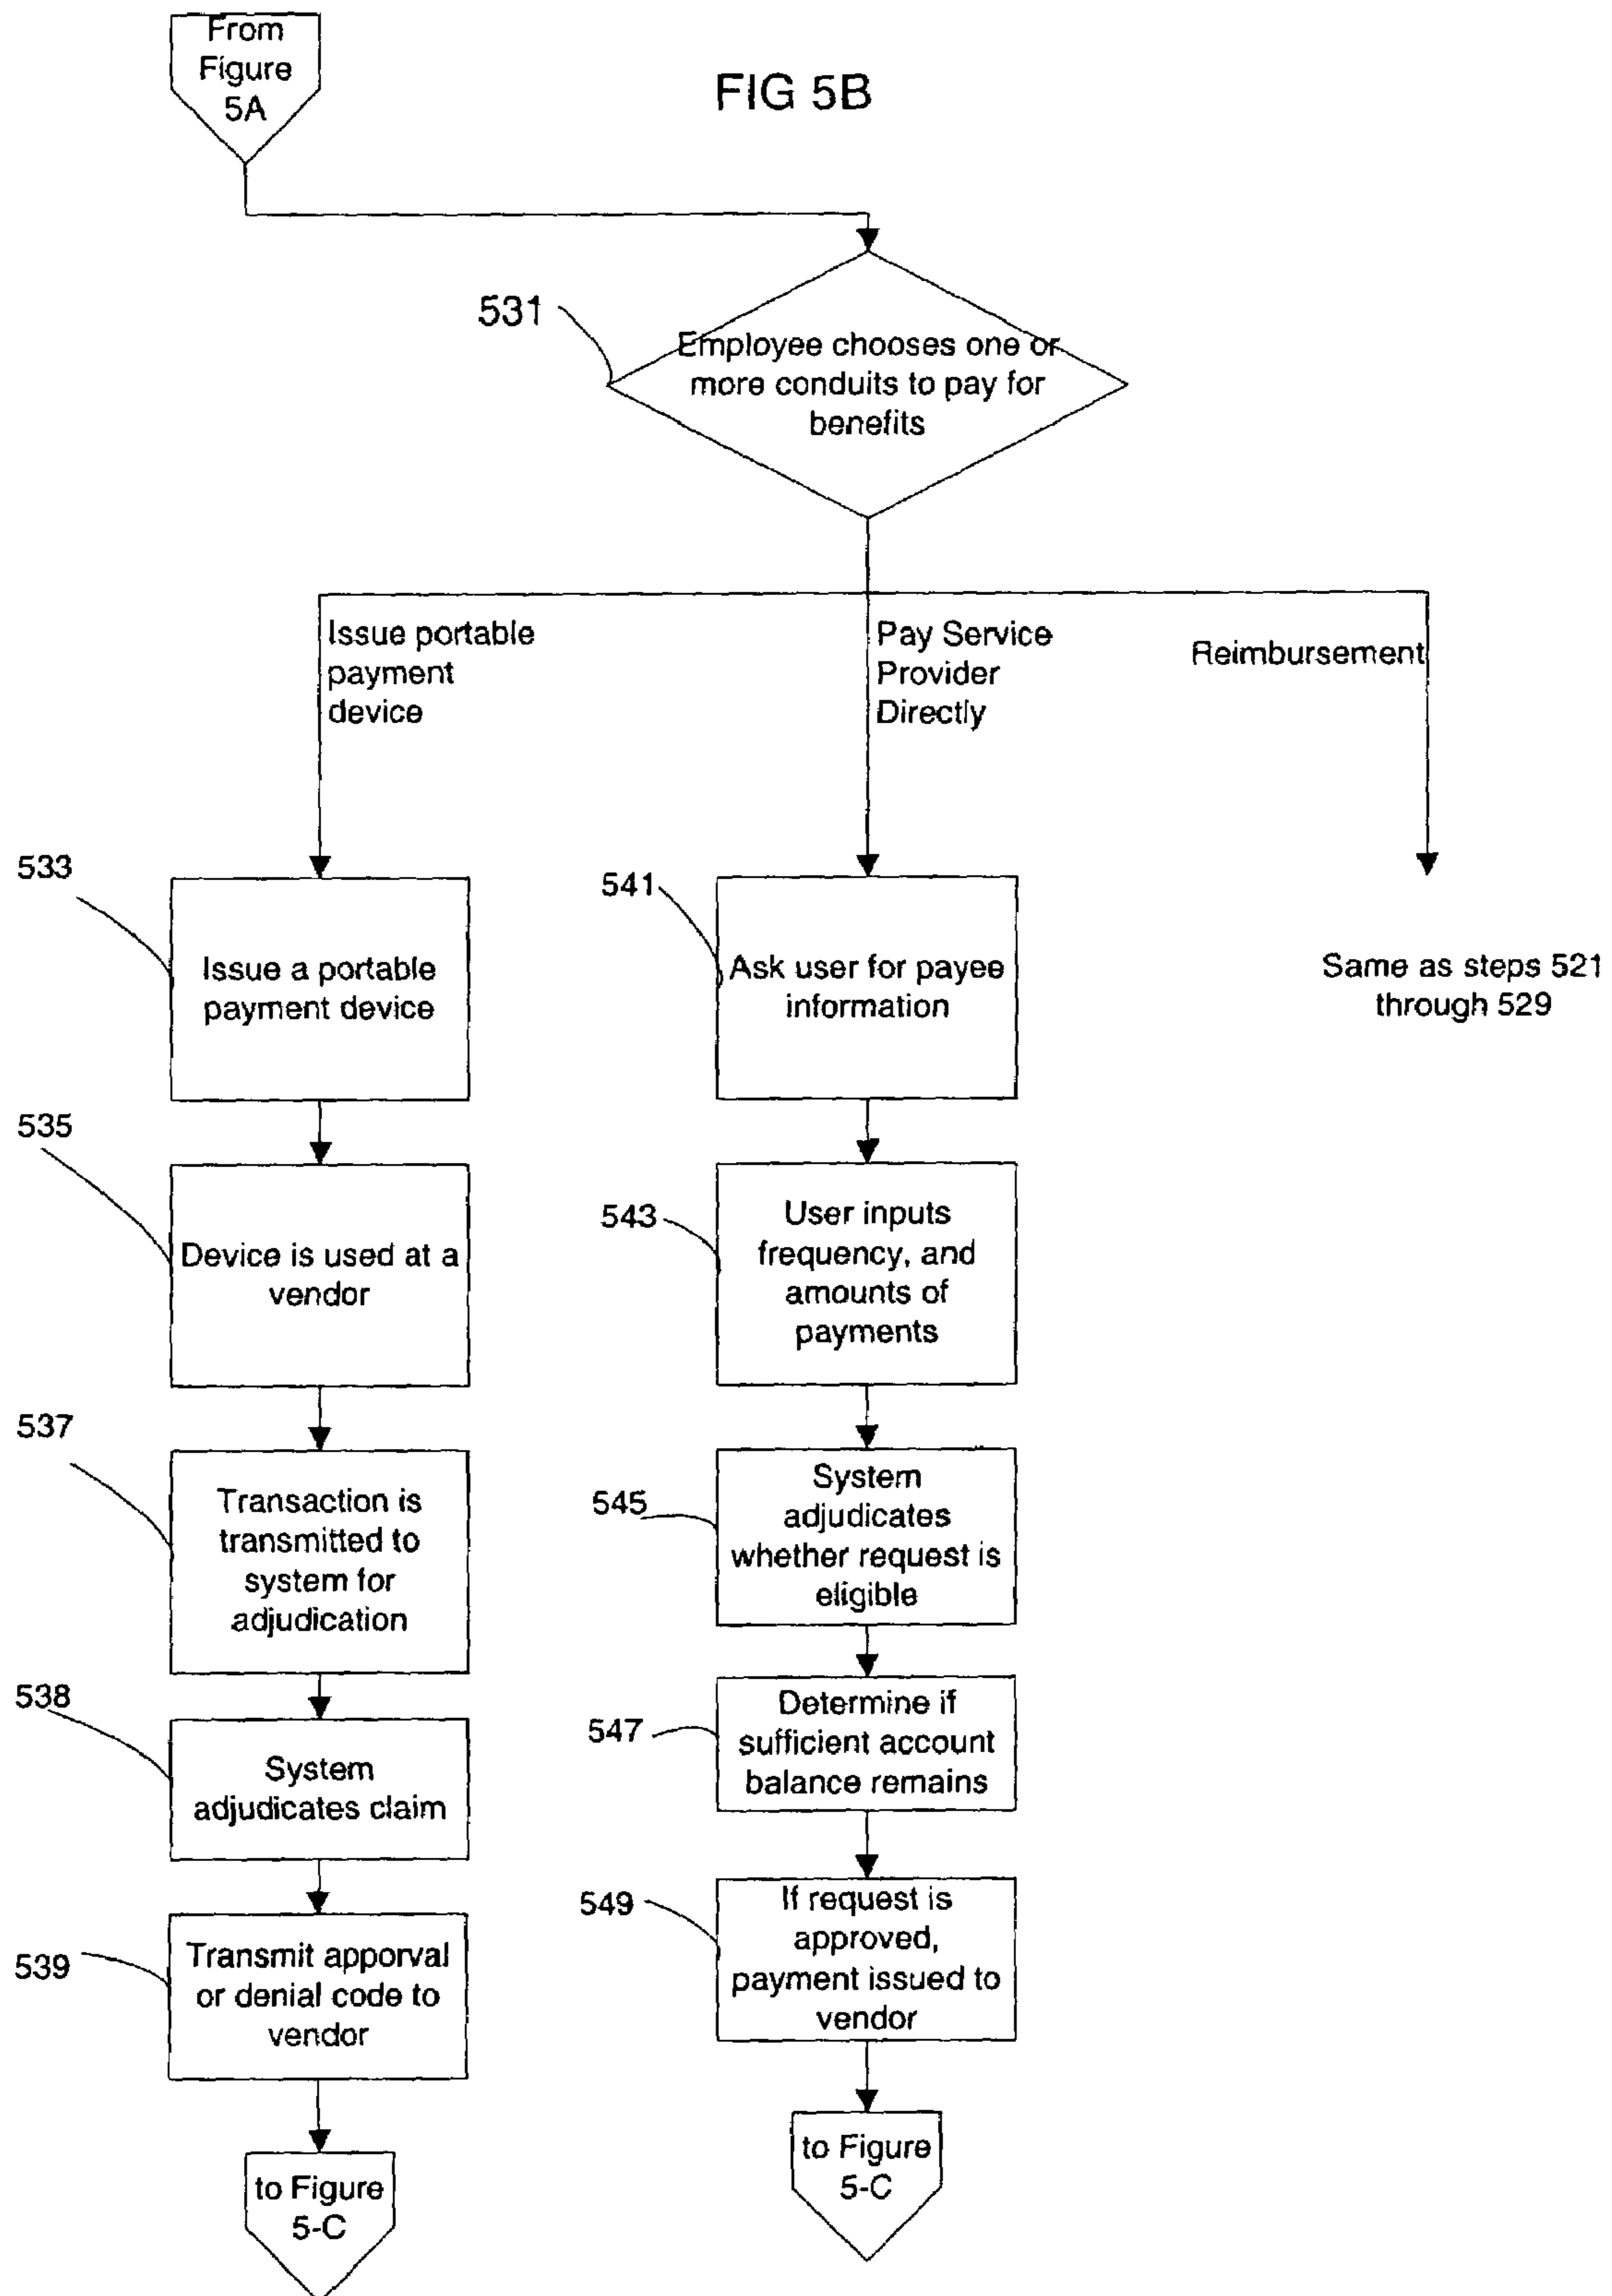 From
Figure
5A
FIG 5B
531
Employee chooses one or
more conduits to pay for
benefits
Issue portable
payment
device
Pay Service
Provider
Directly
Reimbursement
533
Issue a portable
payment device
541
Ask user for payee
information
Same as steps 521
through 529
535
Device is used at a
vendor
543
User inputs
frequency, and
amounts of
payments
537
Transaction is
transmitted to
system for
adjudication
545
System
adjudicates
whether request is
eligible
538
System
adjudicates claim
547
Determine if
sufficient account
balance remains
539
Transmit apporval
or denial code to
vendor
549
If request is
approved,
payment issued to
vendor
to Figure
5-C
to Figure
5-C